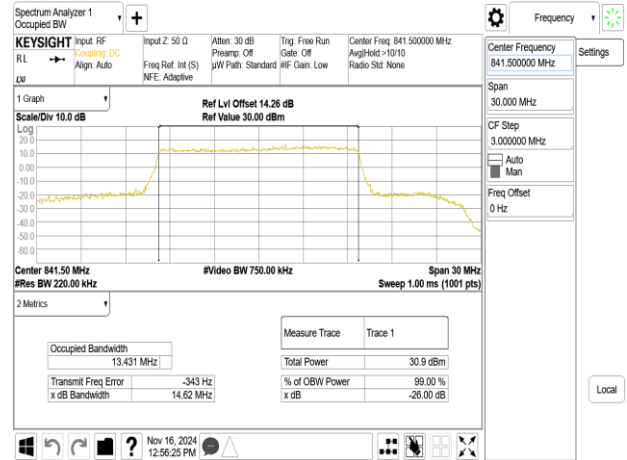 Spectrum Analyzer 1
Occupied BW
Frequency
KEYSIGHT
RL
LXI
Input: RF
Coupling: DC
Align: Auto
Input Z: 50 Ω
Freq Ref: Int (S)
NFE: Adaptive
Atten: 30 dB
Preamp: Off
µW Path: Standard
Trig: Free Run
Gate: Off
#IF Gain: Low
Center Freq: 841.500000 MHz
Avg|Hold:>10/10
Radio Std: None
Center Frequency
841.500000 MHz
Settings
Span
30.000 MHz
CF Step
3.000000 MHz
Auto
Man
Freq Offset
0 Hz
Local
1 Graph
Scale/Div 10.0 dB
Ref Lvl Offset 14.26 dB
Ref Value 30.00 dBm
Log
20.0
10.0
0.00
-10.0
-20.0
-30.0
-40.0
-50.0
-60.0
Center 841.50 MHz
#Video BW 750.00 kHz
Span 30 MHz
#Res BW 220.00 kHz
Sweep 1.00 ms (1001 pts)
2 Metrics
Measure Trace Trace 1
Occupied Bandwidth
13.431 MHz
Total Power 30.9 dBm
Transmit Freq Error -343 Hz
% of OBW Power 99.00 %
x dB Bandwidth 14.62 MHz
x dB -26.00 dB
?
Nov 16, 2024
12:56:25 PM